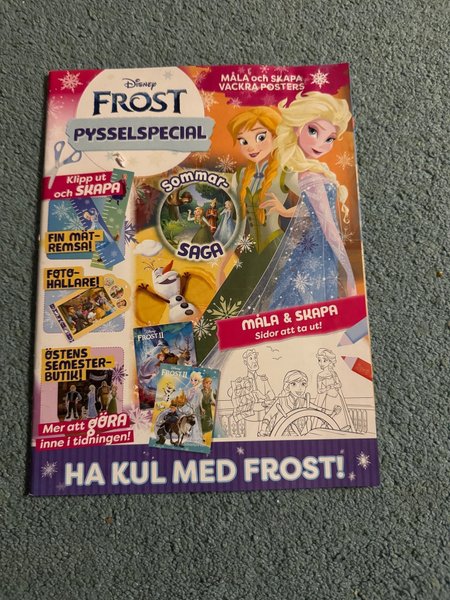 Disney
FROST
PYSSELSPECIAL
MÅLA och SKAPA
VACKRA POSTERS
Klipp ut
och SKAPA
FIN MÄT-
REMSA!
FOTO-
HÅLLARE!
ÖSTENS
SEMESTER-
BUTIK!
Mer att GÖRA
inne i tidningen!
Sommar-
SAGA
Disney
FROST II
FROST II
MÅLA & SKAPA
Sidor att ta ut!
HA KUL MED FROST!